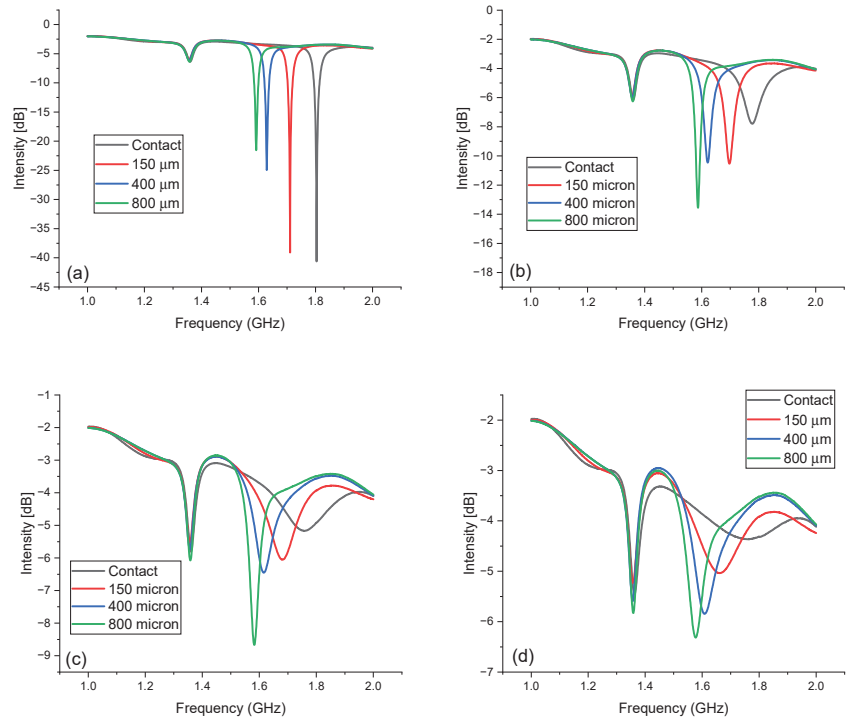 0
−5
−10
−15
−20
−25
−30
−35
−40
−45
Intensity [dB]
Contact
150 μm
400 μm
800 μm
(a)
1.0 1.2 1.4 1.6 1.8 2.0
Frequency (GHz)
0
−2
−4
−6
−8
−10
−12
−14
−16
−18
Intensity [dB]
Contact
150 micron
400 micron
800 micron
(b)
1.0 1.2 1.4 1.6 1.8 2.0
Frequency (GHz)
−1
−2
−3
−4
−5
−6
−7
−8
−9
Intensity [dB]
Contact
150 micron
400 micron
800 micron
(c)
1.0 1.2 1.4 1.6 1.8 2.0
Frequency (GHz)
−2
−3
−4
−5
−6
−7
Intensity [dB]
Contact
150 μm
400 μm
800 μm
(d)
1.0 1.2 1.4 1.6 1.8 2.0
Frequency (GHz)